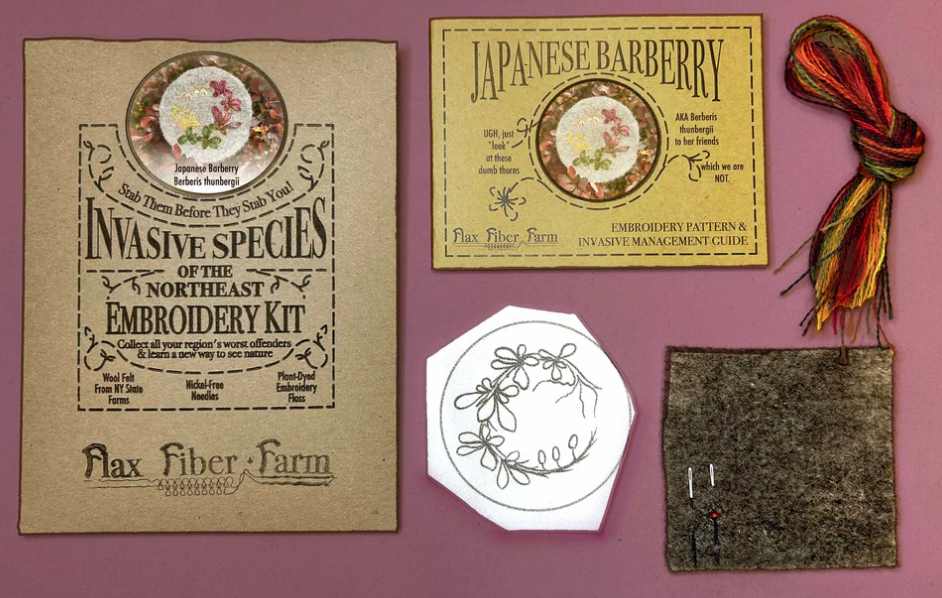 Japanese Barberry
Berberis thunbergii
Stab Them Before They Stab You!
INVASIVE SPECIES
OF THE
NORTHEAST
EMBROIDERY KIT
Collect all your region's worst offenders
& learn a new way to see nature
Wool Felt
From NY State
Farms
Nickel-Free
Needles
Plant-Dyed
Embroidery
Floss
Flax Fiber Farm
JAPANESE BARBERRY
UGH, just
"look"
at these
dumb thorns
AKA Berberis
thunbergii
to her friends
which we are
NOT.
Flax Fiber Farm
EMBROIDERY PATTERN &
INVASIVE MANAGEMENT GUIDE